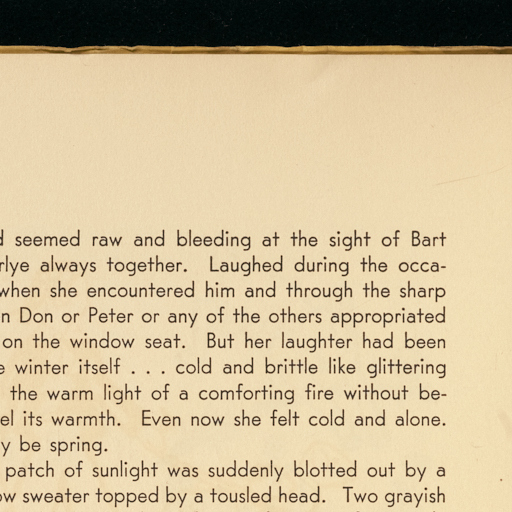 seemed raw and bleeding at the sight of Bart
always together. Laughed during the occa-
when she encountered him and through the sharp
Don or Peter or any of the others appropriated
on the window seat. But her laughter had been
winter itself . . . cold and brittle like glittering
the warm light of a comforting fire without be-
its warmth. Even now she felt cold and alone.
be spring.
patch of sunlight was suddenly blotted out by a
sweater topped by a tousled head. Two grayish